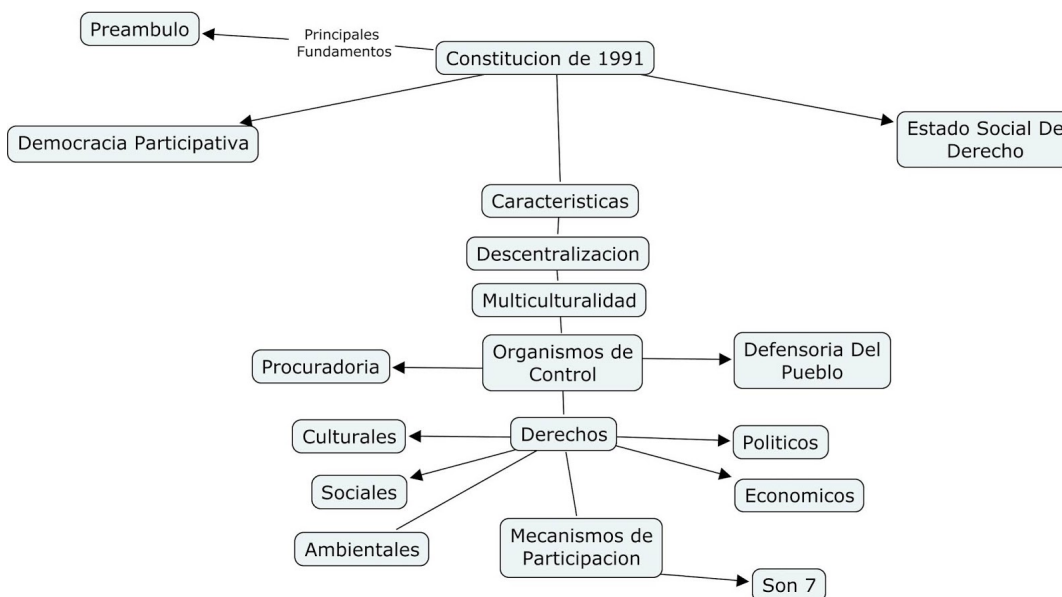 Preambulo
Principales
Fundamentos
Constitucion de 1991
Democracia Participativa
Estado Social De
Derecho
Caracteristicas
Descentralizacion
Multiculturalidad
Organismos de
Control
Procuradoria
Defensoria Del
Pueblo
Culturales
Derechos
Politicos
Sociales
Economicos
Ambientales
Mecanismos de
Participacion
Son 7